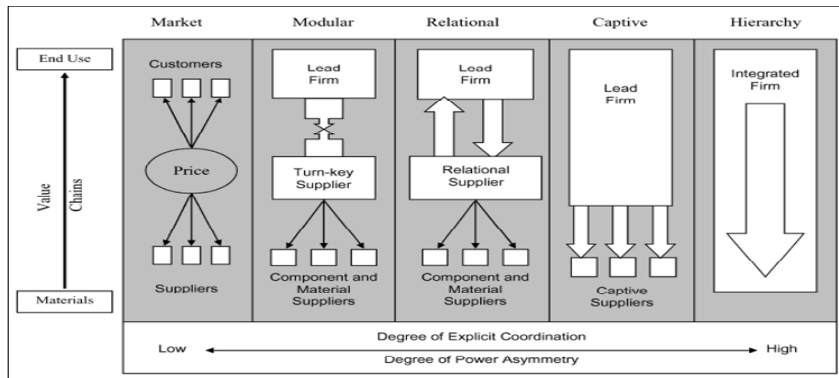 Market
Modular
Relational
Captive
Hierarchy
End Use
Value
Chains
Materials
Customers
Price
Suppliers
Lead
Firm
Turn-key
Supplier
Component and
Material
Suppliers
Lead
Firm
Relational
Supplier
Component and
Material
Suppliers
Lead
Firm
Captive
Suppliers
Integrated
Firm
Degree of Explicit Coordination
Low
High
Degree of Power Asymmetry